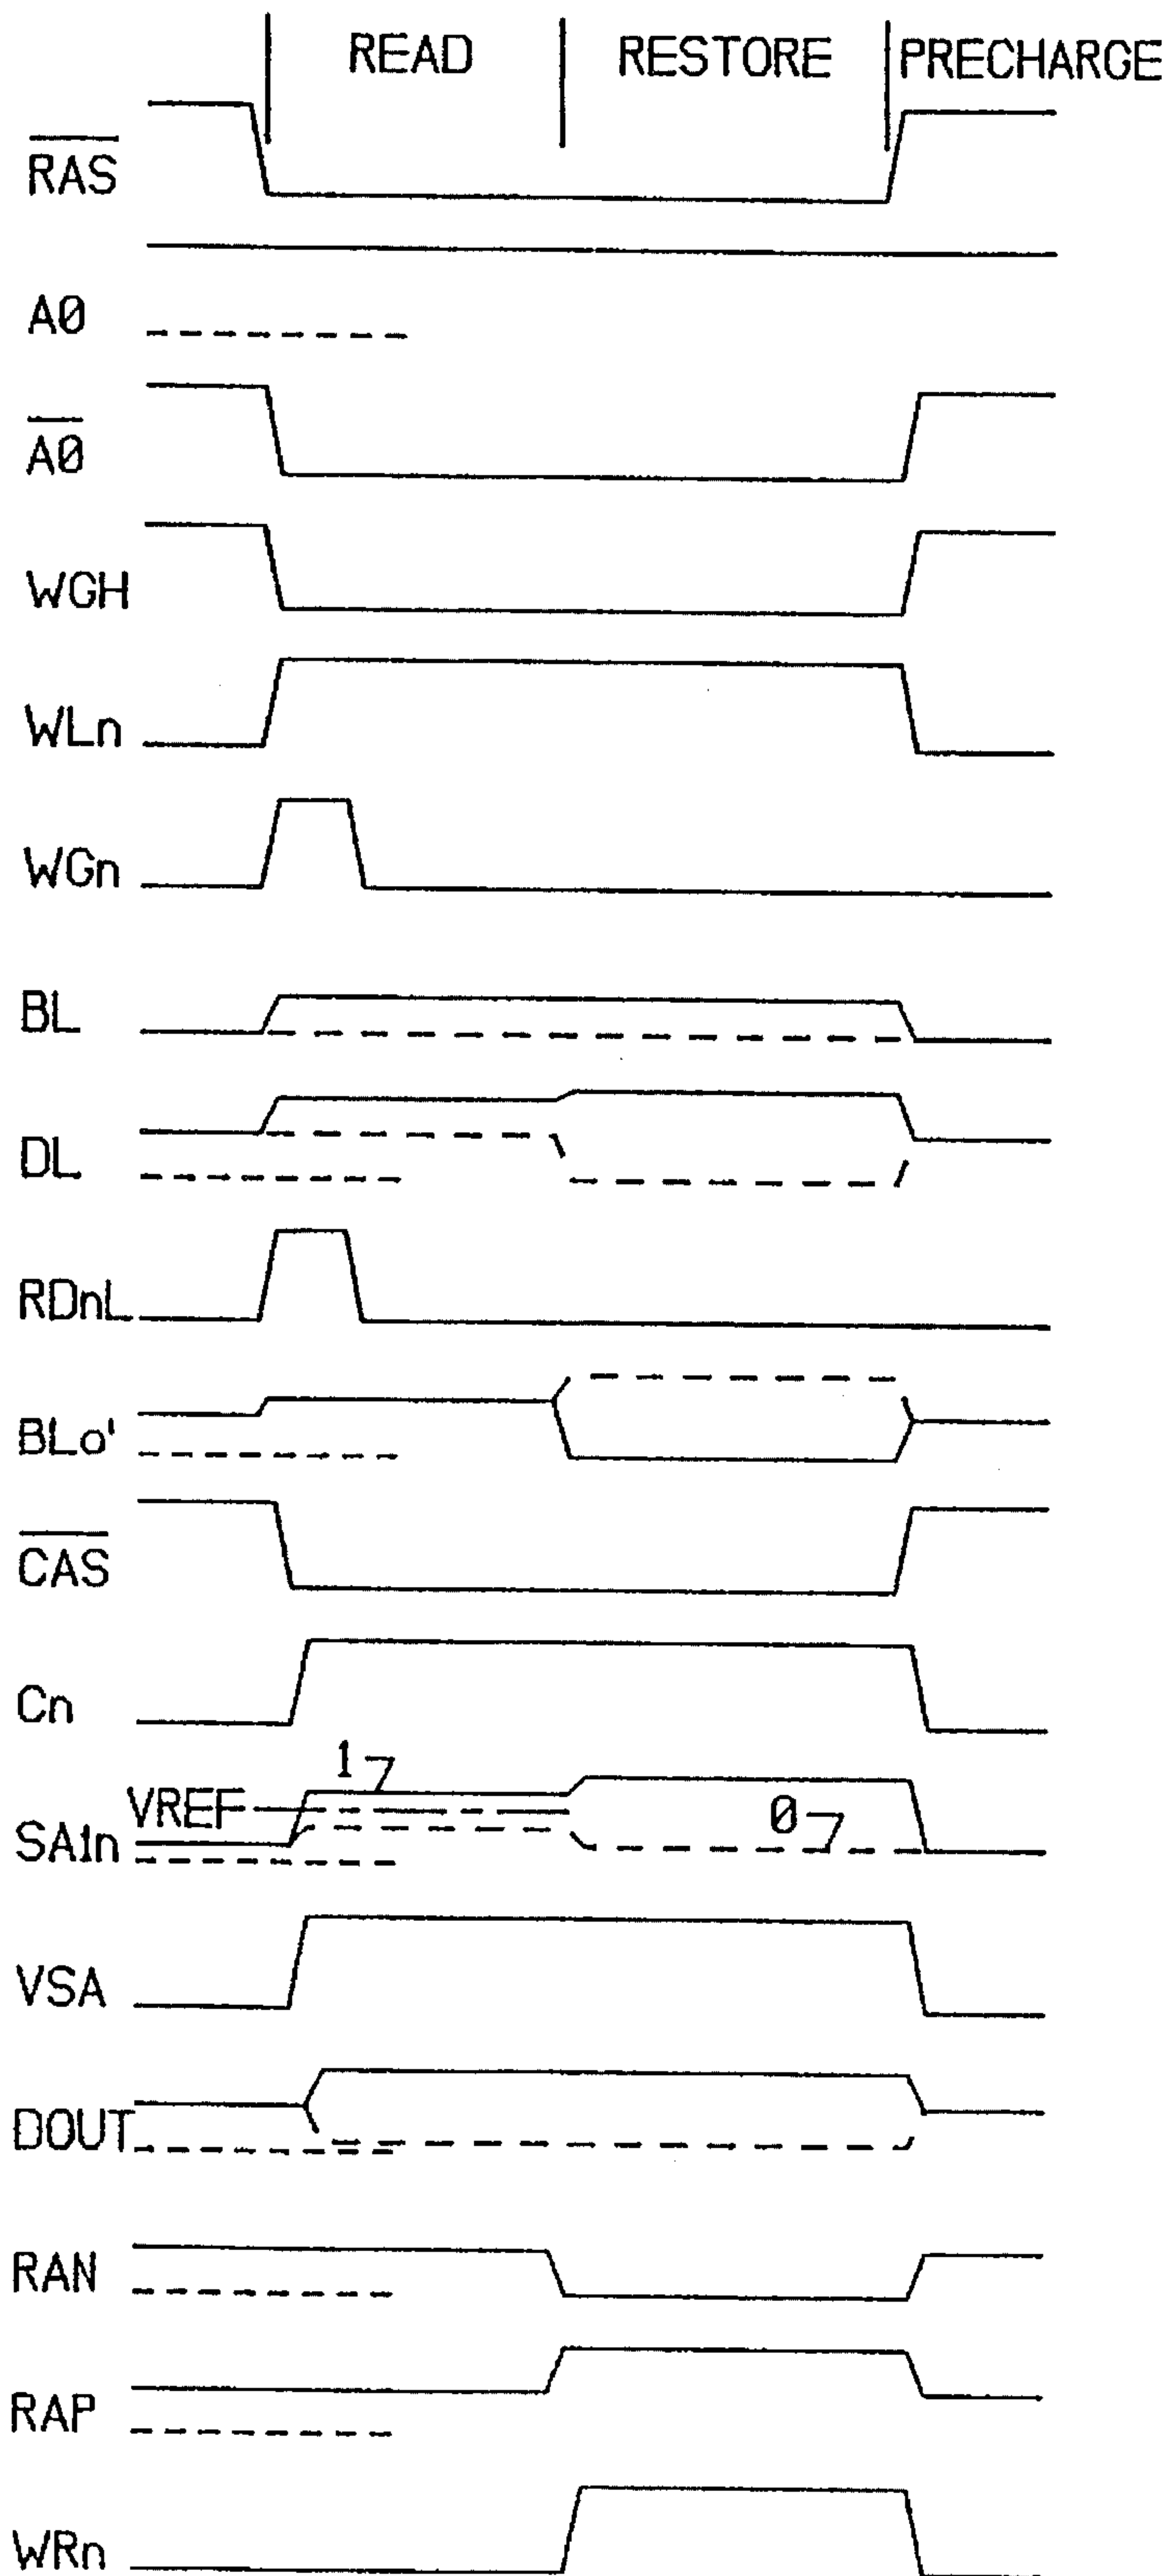 READ RESTORE PRECHARGE
RAS
A0
A0
WGH
WLn
WGn
BL
DL
RDnL
BLo'
CAS
Cn
1
VREF
0
SAin
VSA
DOUT
RAN
RAP
WRn